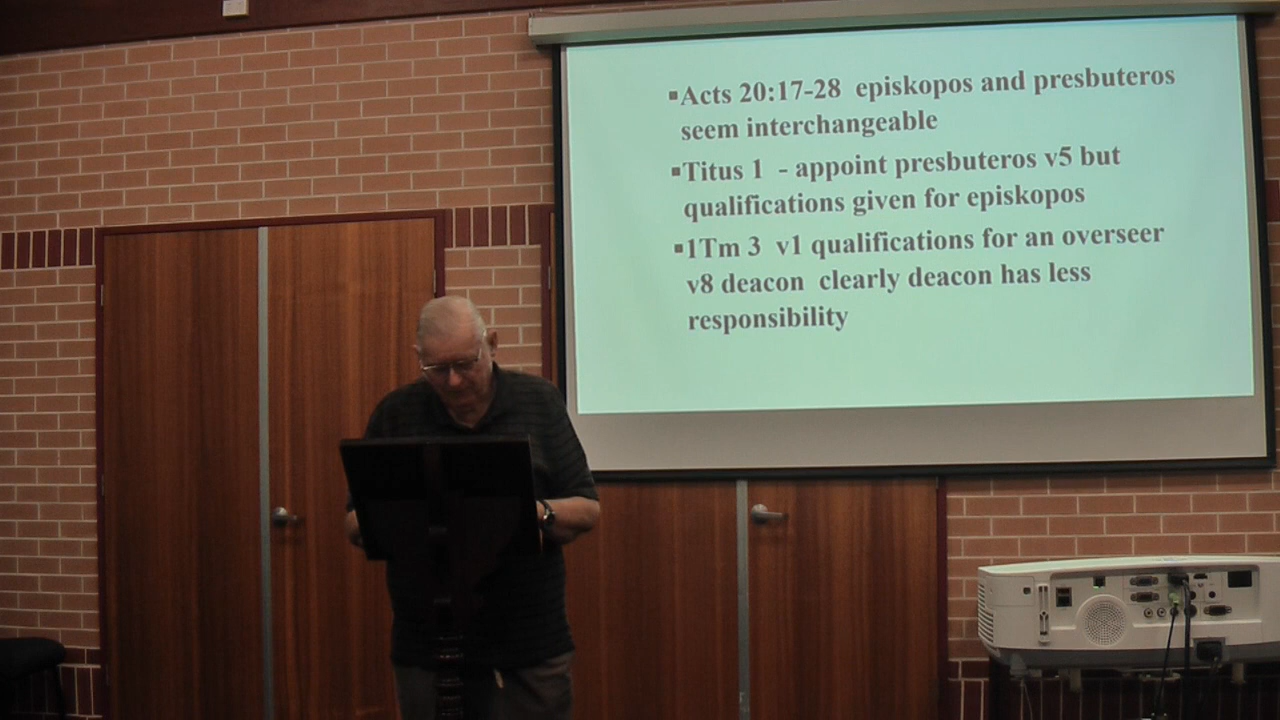 ▪Acts 20:17-28 episkopos and presbuteros
seem interchangeable
▪Titus 1 - appoint presbuteros v5 but
qualifications given for episkopos
▪1Tm 3 v1 qualifications for an overseer
v8 deacon clearly deacon has less
responsibility